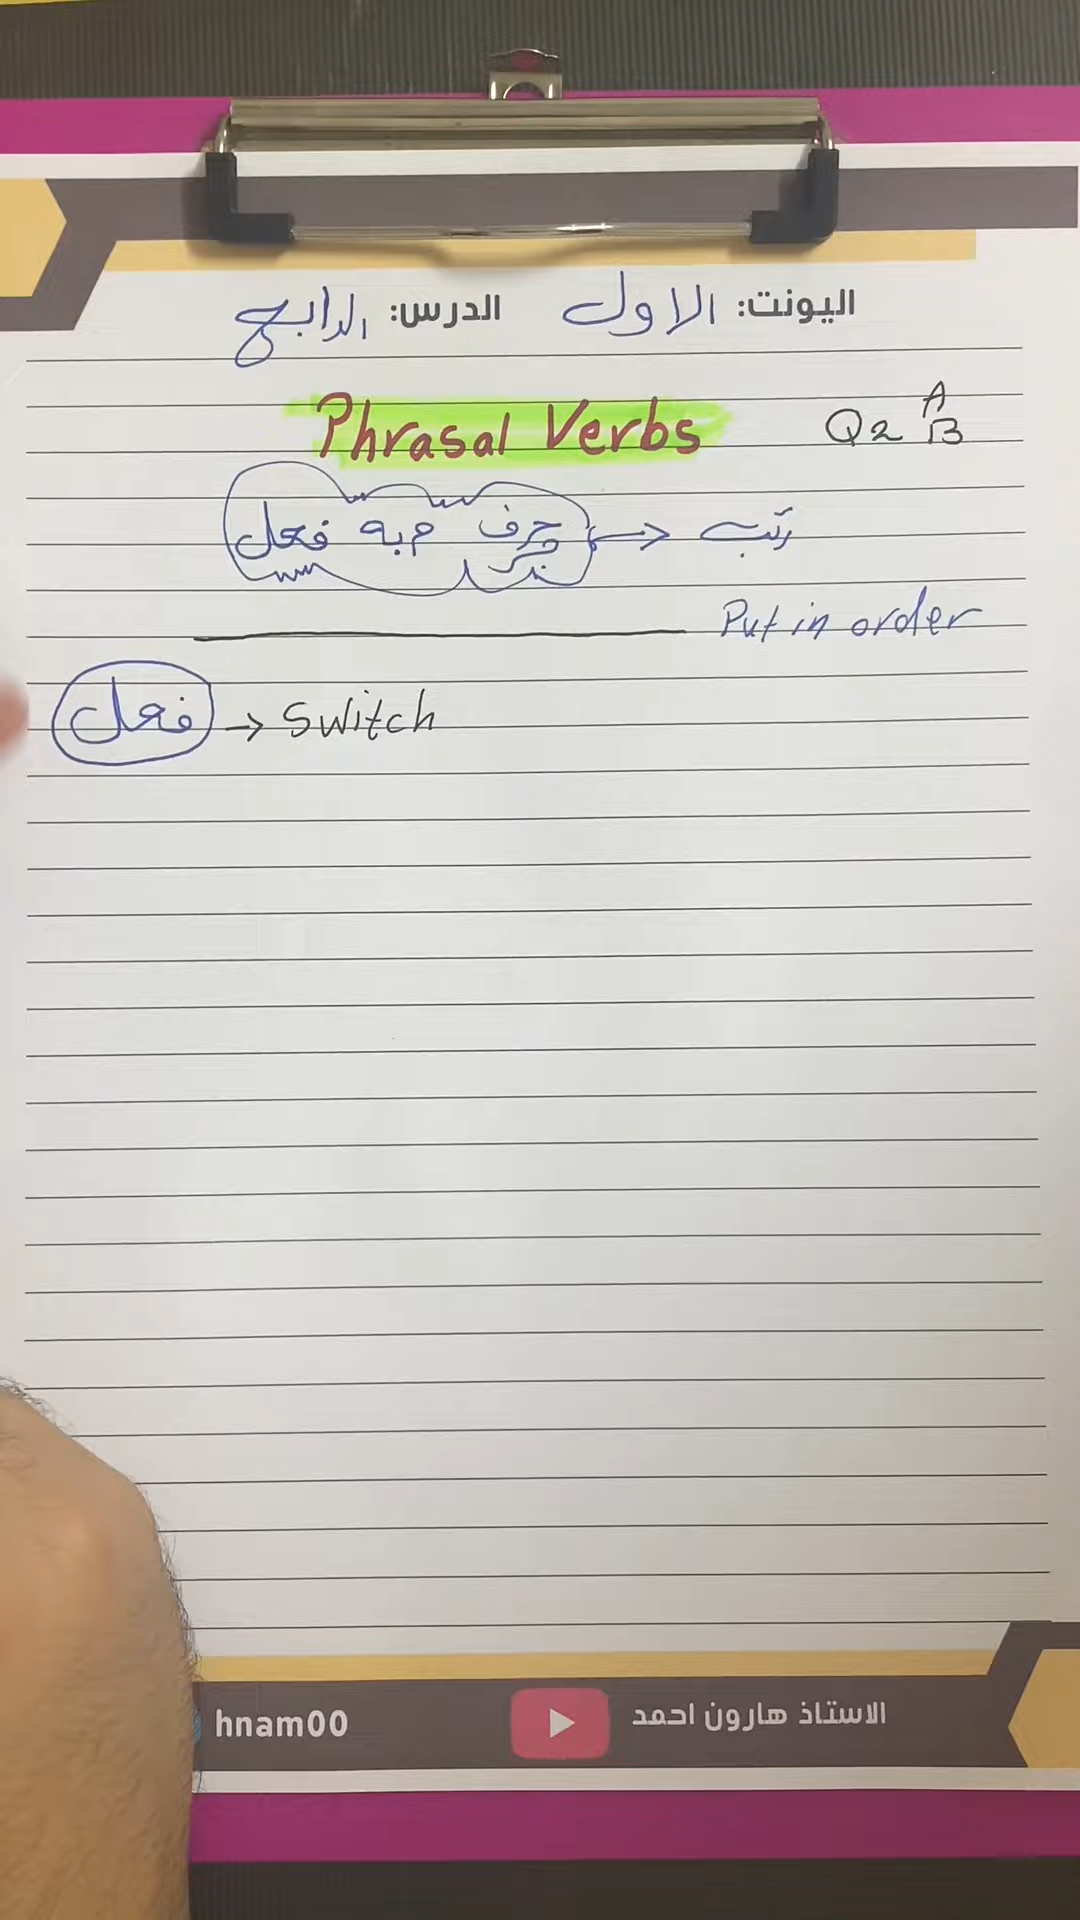 اليونت: الاول الدرس: الرابع
Phrasal Verbs Q2 A B
رتب حرف جر م به فعل
Put in order
فعل → Switch
hnam00 الاستاذ هارون احمد